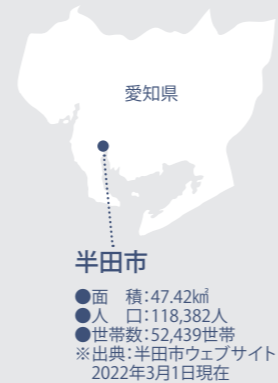 愛知県
半田市
●面　積:47.42㎢
●人　口:118,382人
●世帯数:52,439世帯
※出典:半田市ウェブサイト
2022年3月1日現在